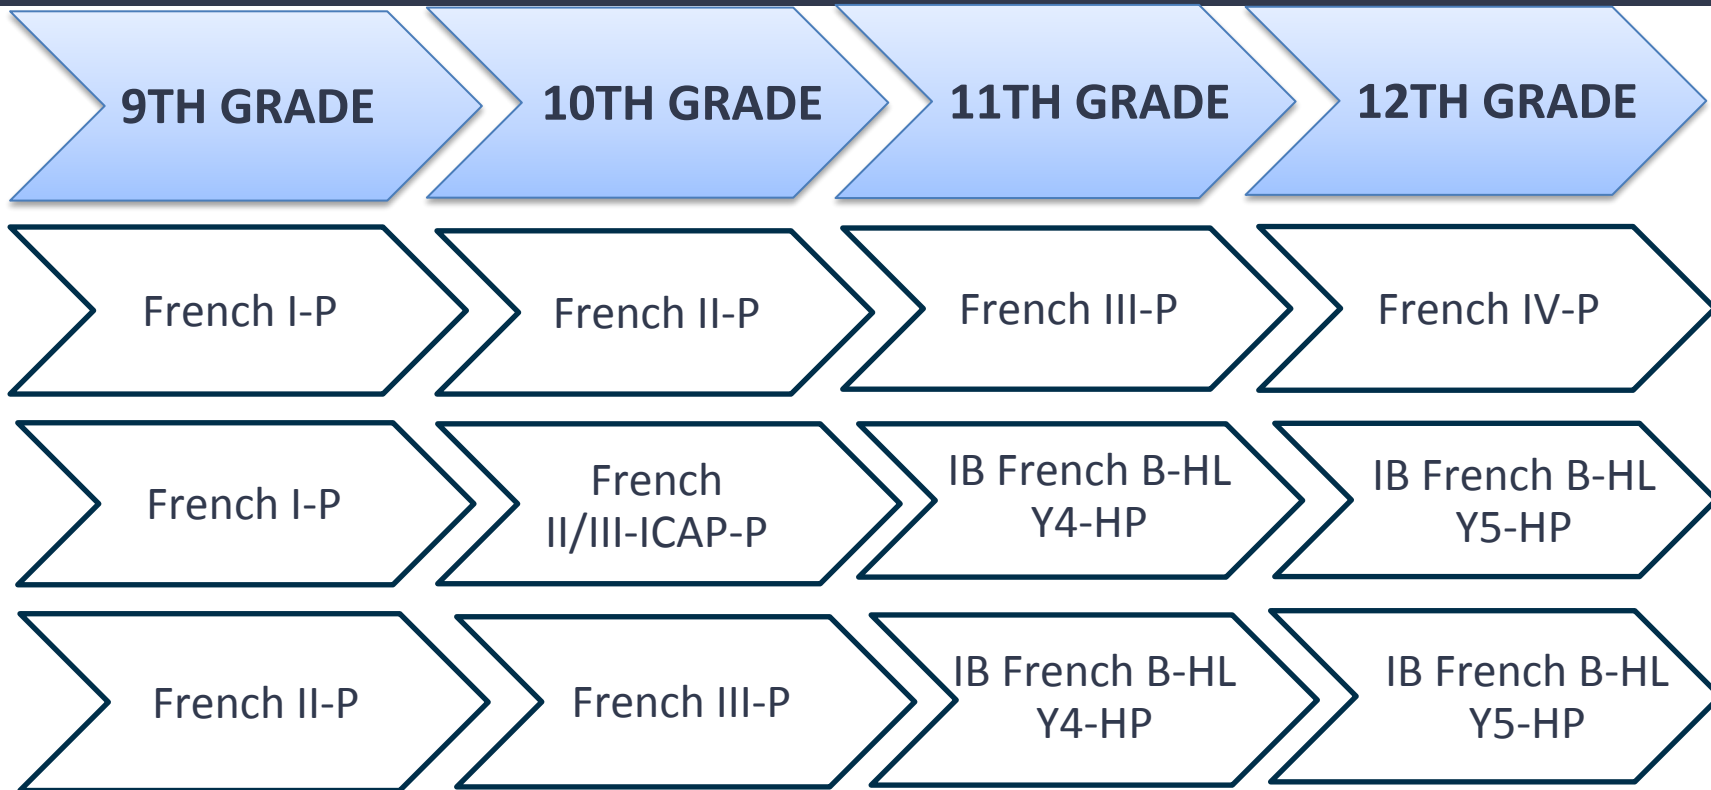 9TH GRADE
10TH GRADE
11TH GRADE
12TH GRADE
French I-P
French II-P
French III-P
French IV-P
French I-P
French
II/III-ICAP-P
IB French B-HL
Y4-HP
IB French B-HL
Y5-HP
French II-P
French III-P
IB French B-HL
Y4-HP
IB French B-HL
Y5-HP